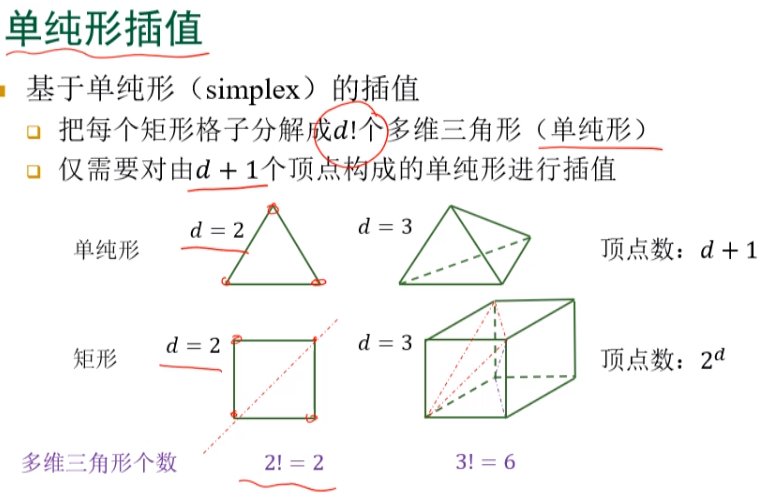 单纯形插值
基于单纯形（simplex）的插值
把每个矩形格子分解成d!个多维三角形（单纯形）
仅需要对由d + 1个顶点构成的单纯形进行插值
单纯形 d = 2 d = 3 顶点数：d + 1
矩形 d = 2 d = 3 顶点数：2^d
多维三角形个数 2! = 2 3! = 6